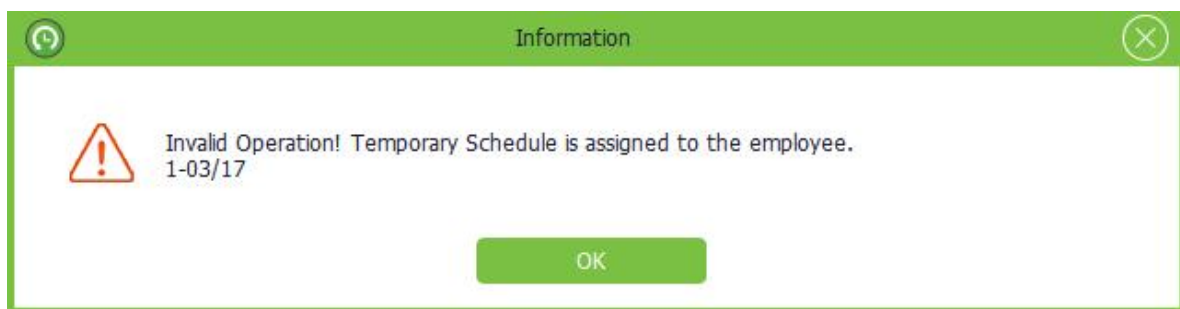 Information
Invalid Operation! Temporary Schedule is assigned to the employee.
1-03/17
OK